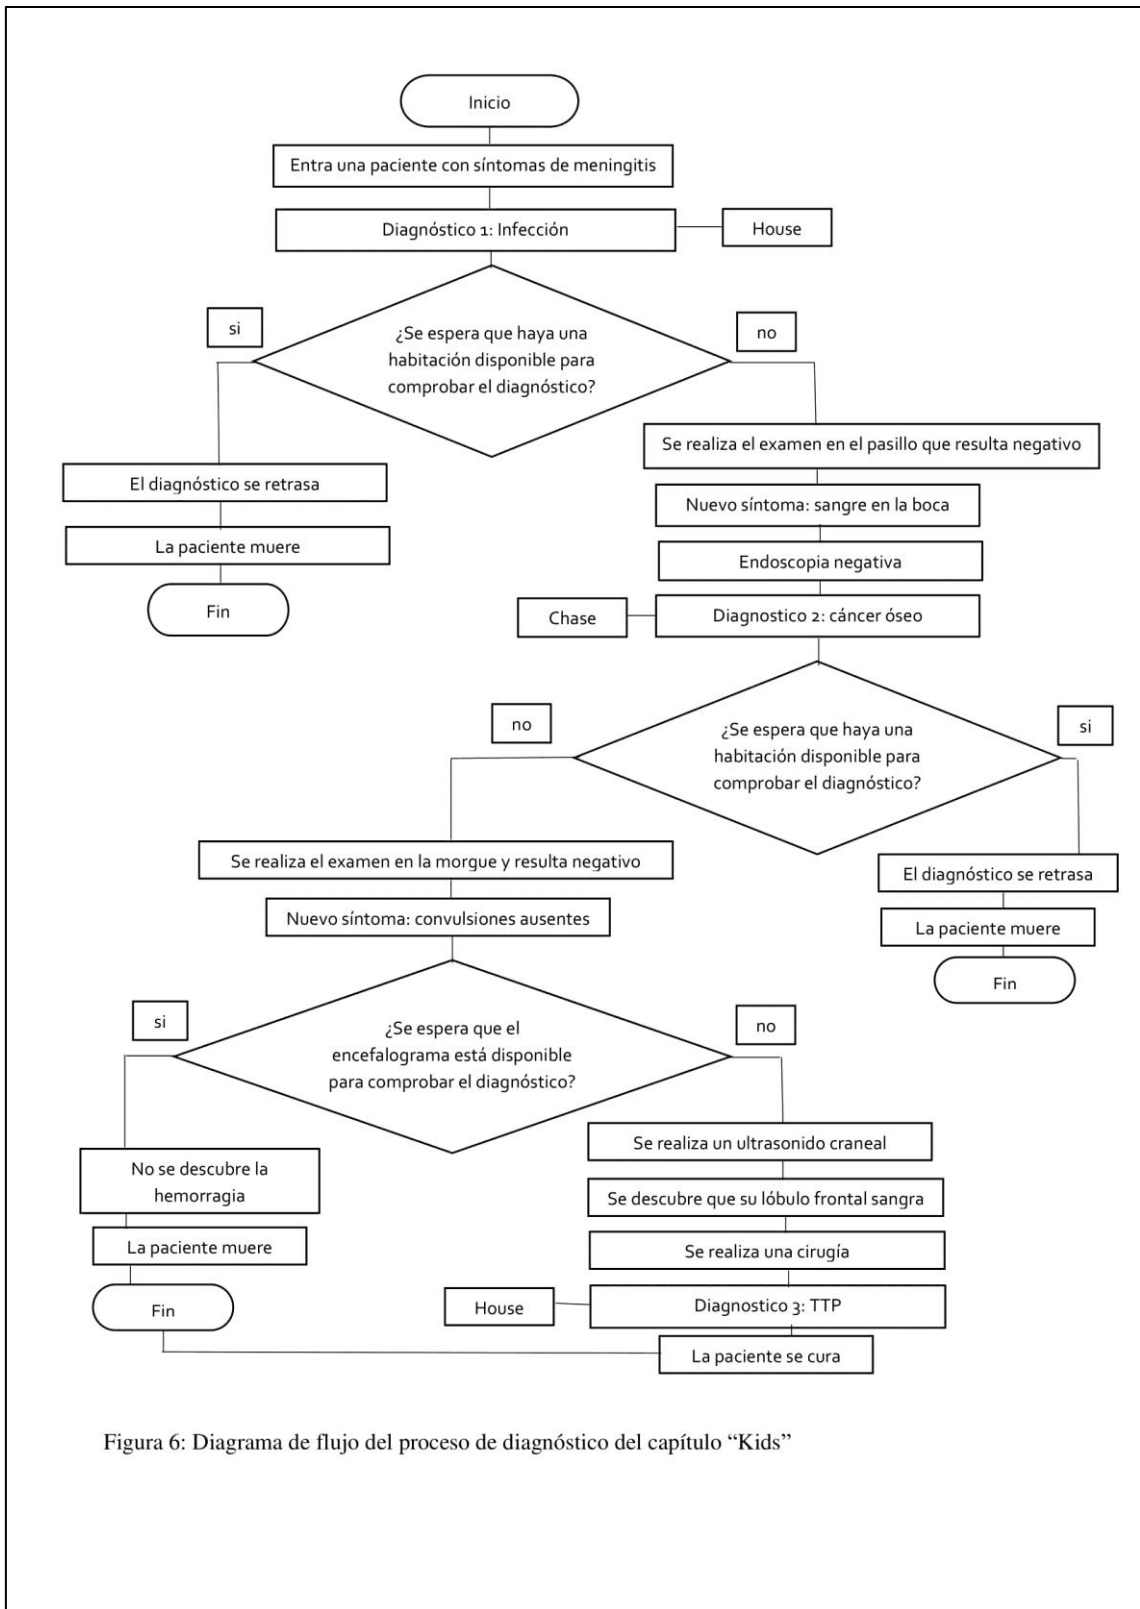 Inicio
Entra una paciente con síntomas de meningitis
Diagnóstico 1: Infección
House
si
¿Se espera que haya una
habitación disponible para
comprobar el diagnóstico?
no
El diagnóstico se retrasa
La paciente muere
Fin
Se realiza el examen en el pasillo que resulta negativo
Nuevo síntoma: sangre en la boca
Endoscopia negativa
Chase
Diagnostico 2: cáncer óseo
no
¿Se espera que haya una
habitación disponible para
comprobar el diagnóstico?
si
El diagnóstico se retrasa
La paciente muere
Fin
Se realiza el examen en la morgue y resulta negativo
Nuevo síntoma: convulsiones ausentes
si
¿Se espera que el
encefalograma está disponible
para comprobar el diagnóstico?
no
No se descubre la
hemorragia
La paciente muere
Fin
Se realiza un ultrasonido craneal
Se descubre que su lóbulo frontal sangra
Se realiza una cirugía
House
Diagnostico 3: TTP
La paciente se cura
Figura 6: Diagrama de flujo del proceso de diagnóstico del capítulo “Kids”